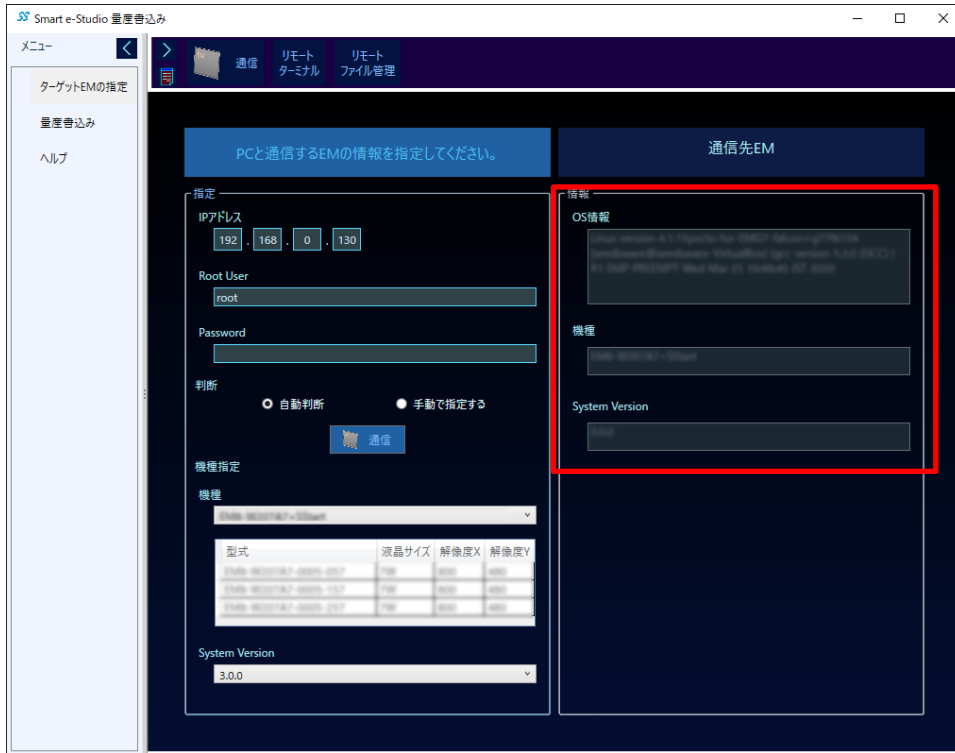 SS Smart e-Studio 量産書込み
メニュー
ターゲットEMの指定
量産書込み
ヘルプ
通信
リモート
ターミナル
リモート
ファイル管理
PCと通信するEMの情報を指定してください。
通信先EM
指定
IPアドレス
192 . 168 . 0 . 130
Root User
root
Password
判断
自動判断
手動で指定する
通信
機種指定
機種
型式 液晶サイズ 解像度X 解像度Y
System Version
3.0.0
情報
OS情報
機種
System Version